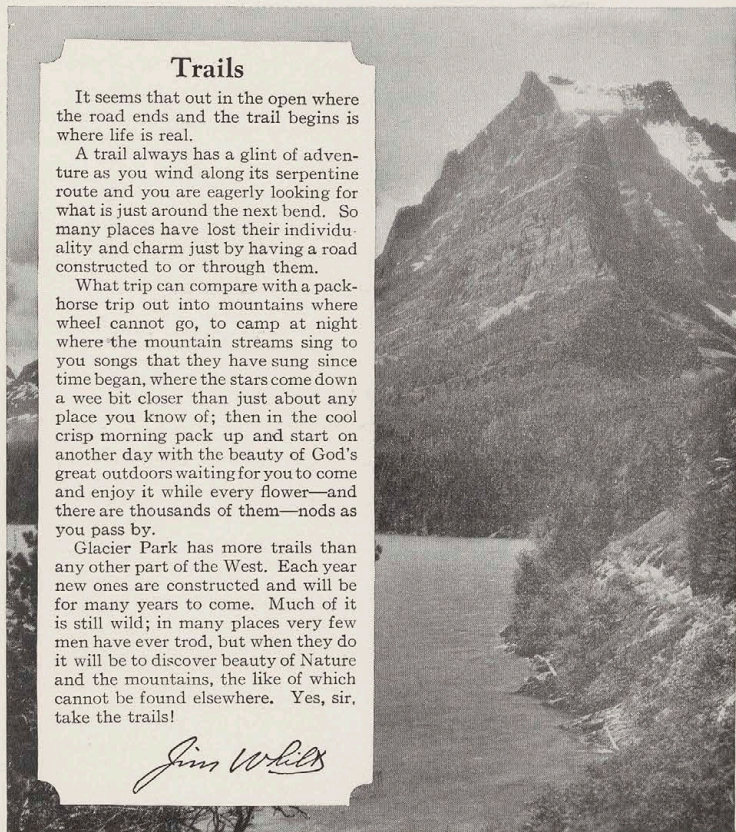 Trails
It seems that out in the open where
the road ends and the trail begins is
where life is real.
A trail always has a glint of adven-
ture as you wind along its serpentine
route and you are eagerly looking for
what is just around the next bend. So
many places have lost their individu-
ality and charm just by having a road
constructed to or through them.
What trip can compare with a pack-
horse trip out into mountains where
wheel cannot go, to camp at night
where the mountain streams sing to
you songs that they have sung since
time began, where the stars come down
a wee bit closer than just about any
place you know of; then in the cool
crisp morning pack up and start on
another day with the beauty of God's
great outdoors waiting for you to come
and enjoy it while every flower—and
there are thousands of them—nods as
you pass by.
Glacier Park has more trails than
any other part of the West. Each year
new ones are constructed and will be
for many years to come. Much of it
is still wild; in many places very few
men have ever trod, but when they do
it will be to discover beauty of Nature
and the mountains, the like of which
cannot be found elsewhere. Yes, sir,
take the trails!
Jim Whilt